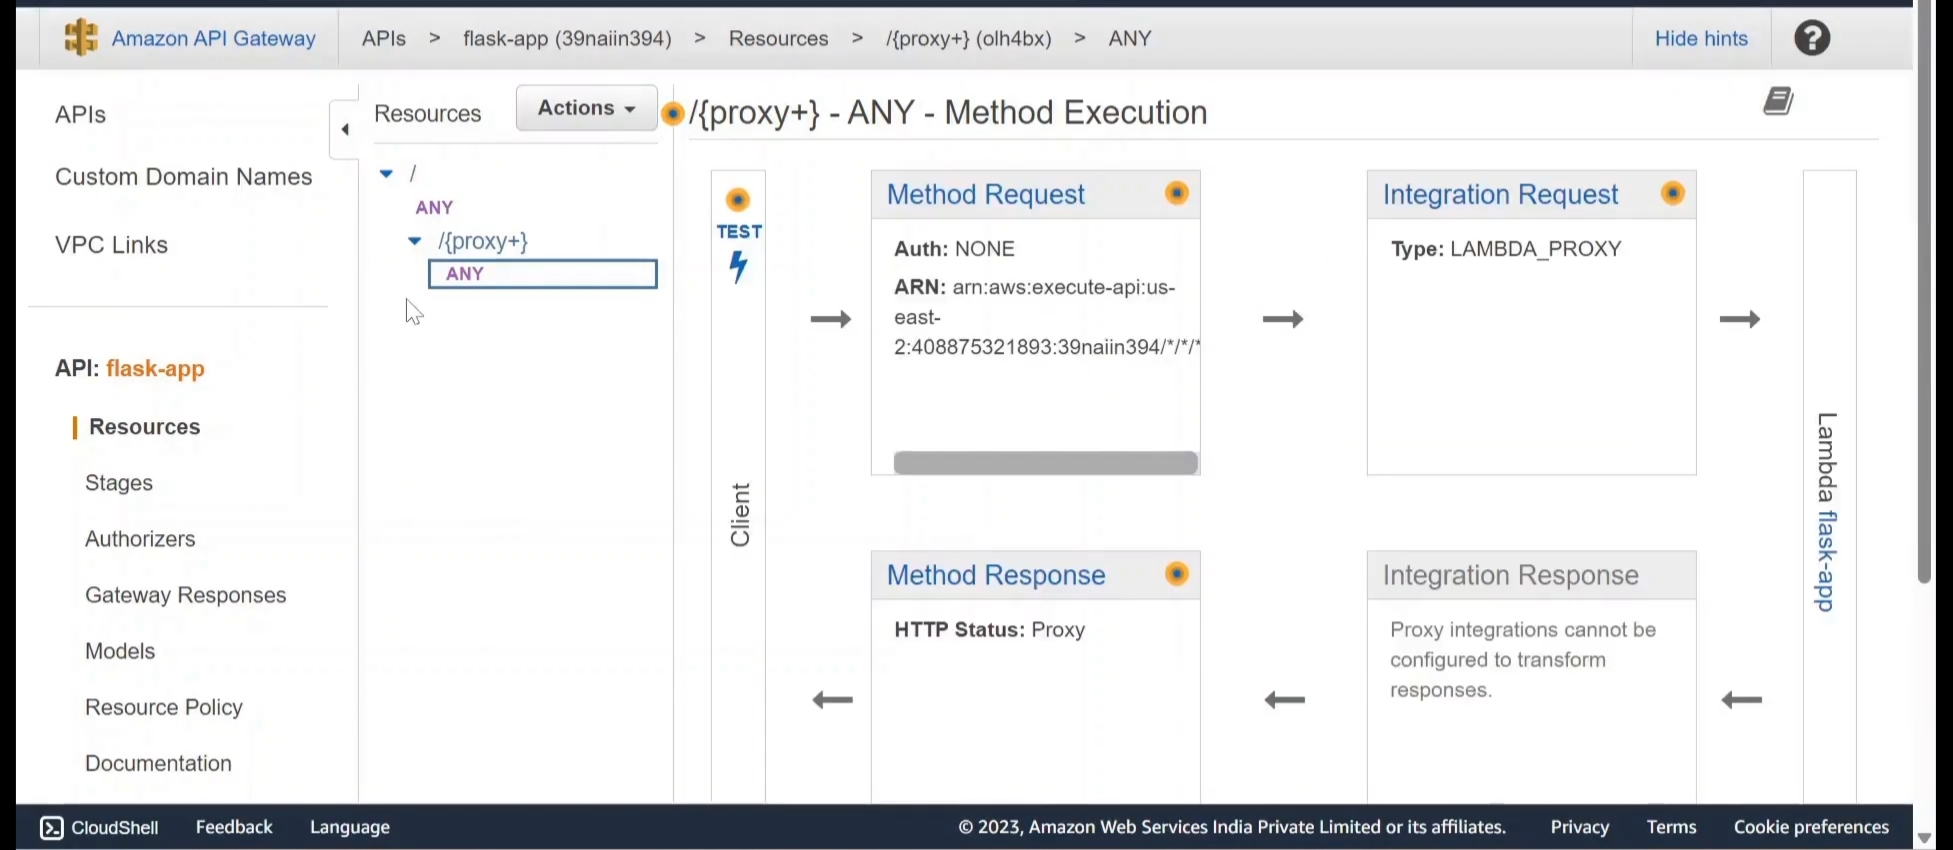 Amazon API Gateway
APIs > flask-app (39naiin394) > Resources > /{proxy+} (olh4bx) > ANY
Hide hints
?
APIs
Custom Domain Names
VPC Links
API: flask-app
Resources
Stages
Authorizers
Gateway Responses
Models
Resource Policy
Documentation
Resources
Actions
/
ANY
/{proxy+}
ANY
/{proxy+} - ANY - Method Execution
TEST
Client
Method Request
Auth: NONE
ARN: arn:aws:execute-api:us-
east-
2:408875321893:39naiin394/*/*/*
Integration Request
Type: LAMBDA_PROXY
Lambda flask-app
Method Response
HTTP Status: Proxy
Integration Response
Proxy integrations cannot be
configured to transform
responses.
CloudShell
Feedback
Language
© 2023, Amazon Web Services India Private Limited or its affiliates.
Privacy
Terms
Cookie preferences